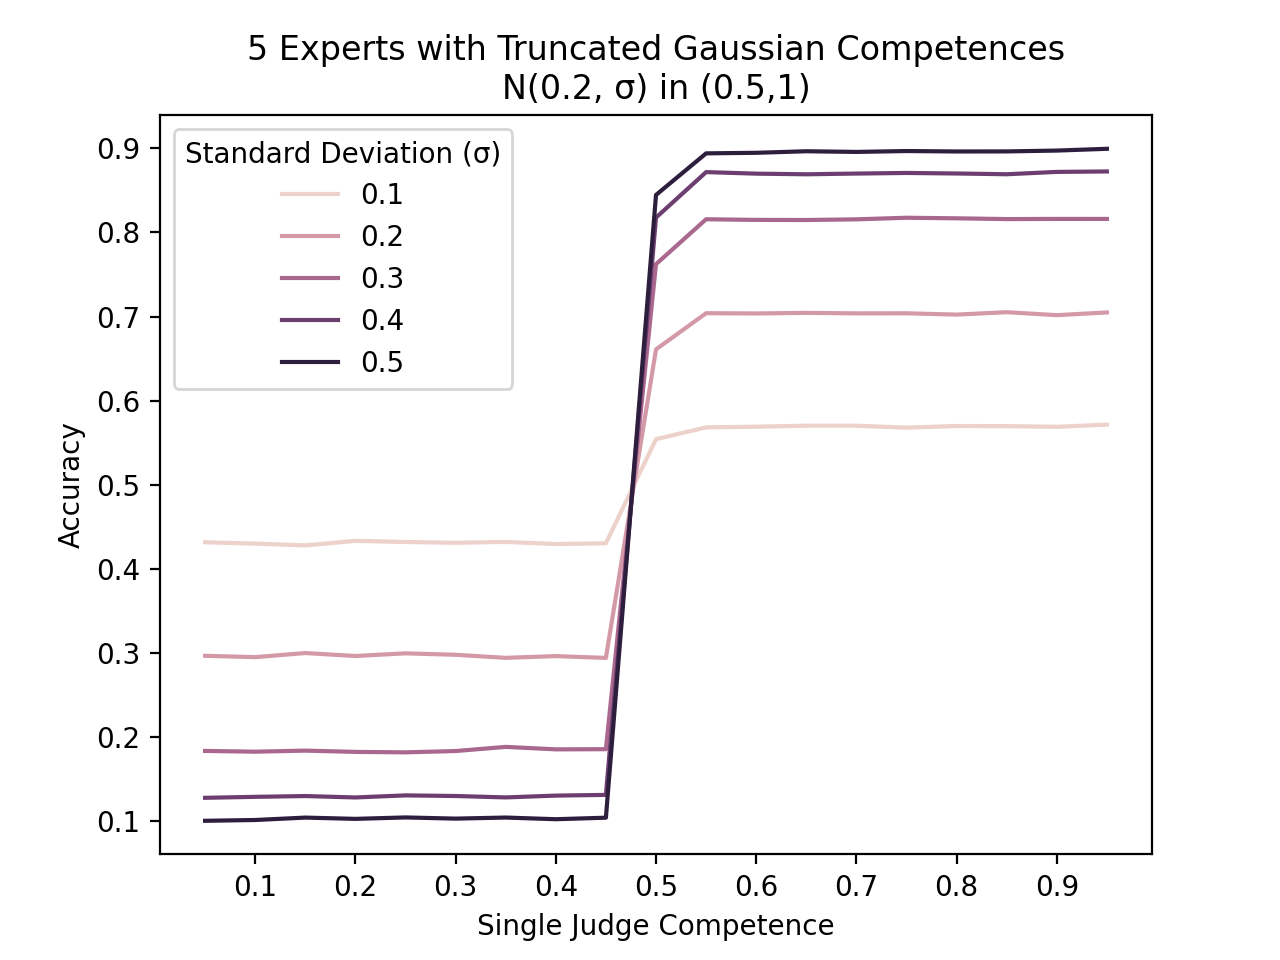 5 Experts with Truncated Gaussian Competences
N(0.2, σ) in (0.5,1)
Standard Deviation (σ)
0.1
0.2
0.3
0.4
0.5
Accuracy
0.9
0.8
0.7
0.6
0.5
0.4
0.3
0.2
0.1
0.1 0.2 0.3 0.4 0.5 0.6 0.7 0.8 0.9
Single Judge Competence